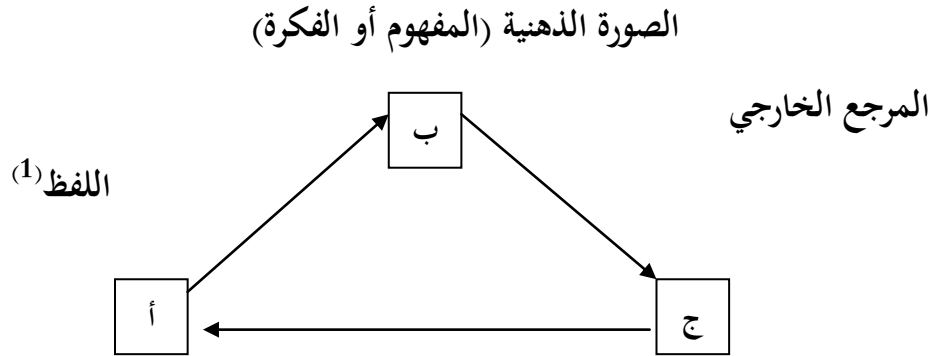 الصورة الذهنية (المفهوم أو الفكرة)
المرجع الخارجي
ب
اللفظ(1)
أ
ج